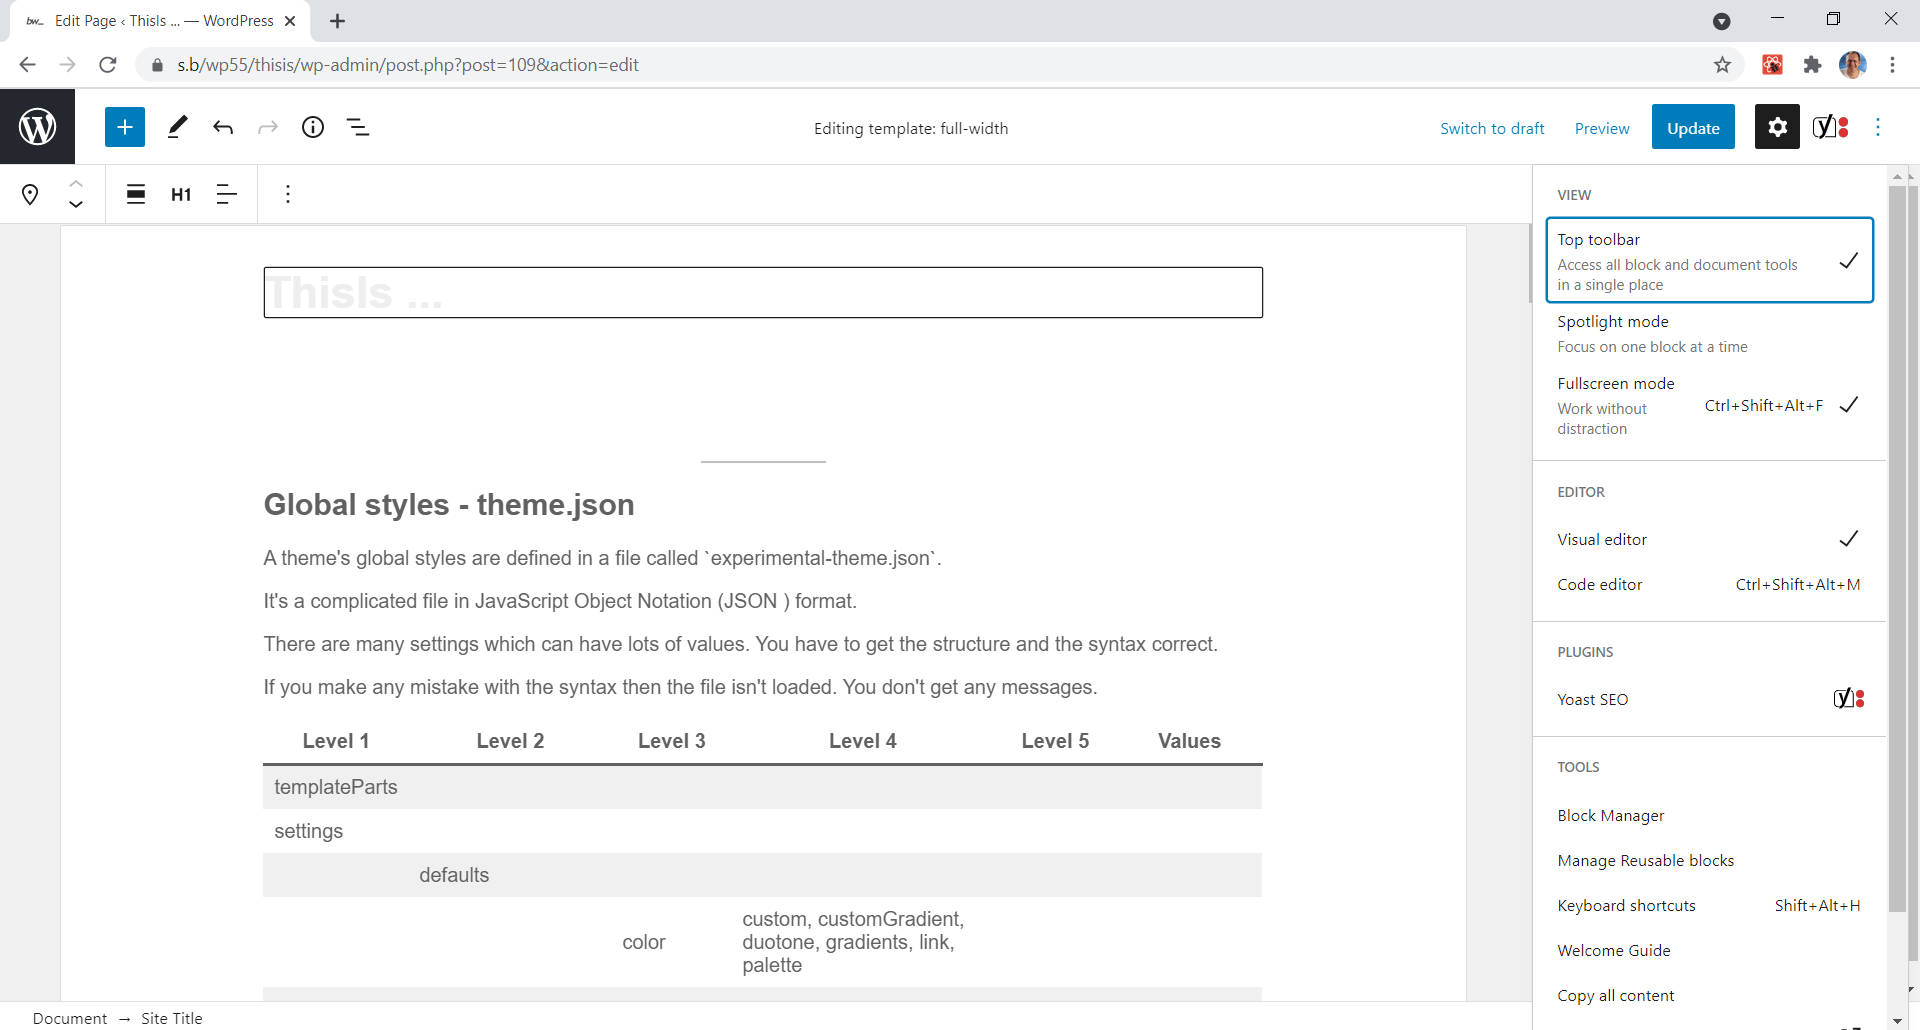 Edit Page ‹ ThisIs ... — WordPress
s.b/wp55/thisis/wp-admin/post.php?post=109&action=edit
Editing template: full-width
Switch to draft
Preview
Update
H1
ThisIs ...
Global styles - theme.json
A theme's global styles are defined in a file called `experimental-theme.json`.
It's a complicated file in JavaScript Object Notation (JSON ) format.
There are many settings which can have lots of values. You have to get the structure and the syntax correct.
If you make any mistake with the syntax then the file isn't loaded. You don't get any messages.
Level 1 Level 2 Level 3 Level 4 Level 5 Values
templateParts
settings
defaults
color
custom, customGradient,
duotone, gradients, link,
palette
VIEW
Top toolbar
Access all block and document tools
in a single place
Spotlight mode
Focus on one block at a time
Fullscreen mode
Work without
distraction
Ctrl+Shift+Alt+F
EDITOR
Visual editor
Code editor Ctrl+Shift+Alt+M
PLUGINS
Yoast SEO
TOOLS
Block Manager
Manage Reusable blocks
Keyboard shortcuts Shift+Alt+H
Welcome Guide
Copy all content
Document → Site Title